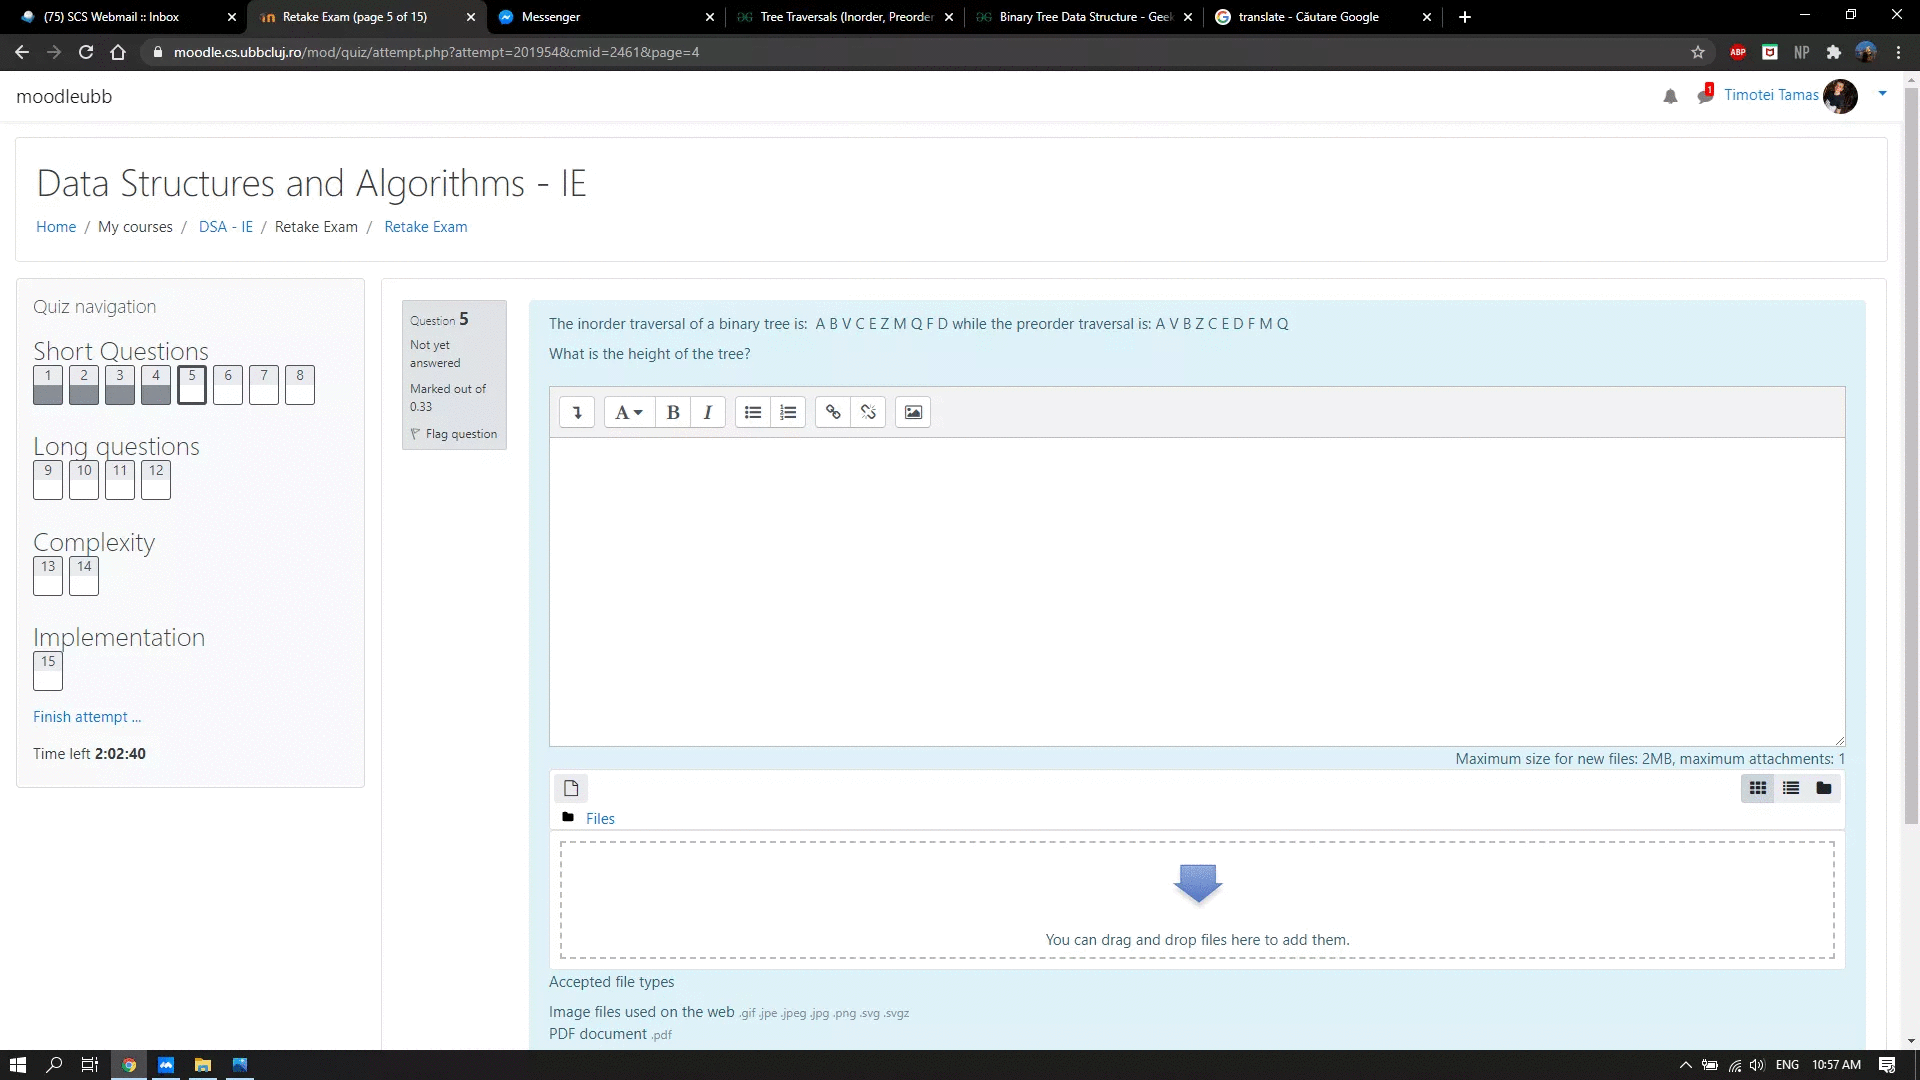 (75) SCS Webmail :: Inbox
Retake Exam (page 5 of 15)
Messenger
Tree Traversals (Inorder, Preorder
Binary Tree Data Structure - Geek
translate - Căutare Google
moodle.cs.ubbcluj.ro/mod/quiz/attempt.php?attempt=201954&cmid=2461&page=4
ABP
NP
moodleubb
1
Timotei Tamas
Data Structures and Algorithms - IE
Home / My courses / DSA - IE / Retake Exam / Retake Exam
Quiz navigation
Short Questions
1 2 3 4 5 6 7 8
Long questions
9 10 11 12
Complexity
13 14
Implementation
15
Finish attempt ...
Time left 2:02:40
Question 5
Not yet
answered
Marked out of
0.33
Flag question
The inorder traversal of a binary tree is: A B V C E Z M Q F D while the preorder traversal is: A V B Z C E D F M Q
What is the height of the tree?
A B I
Maximum size for new files: 2MB, maximum attachments: 1
Files
You can drag and drop files here to add them.
Accepted file types
Image files used on the web .gif .jpe .jpeg .jpg .png .svg .svgz
PDF document .pdf
ENG 10:57 AM